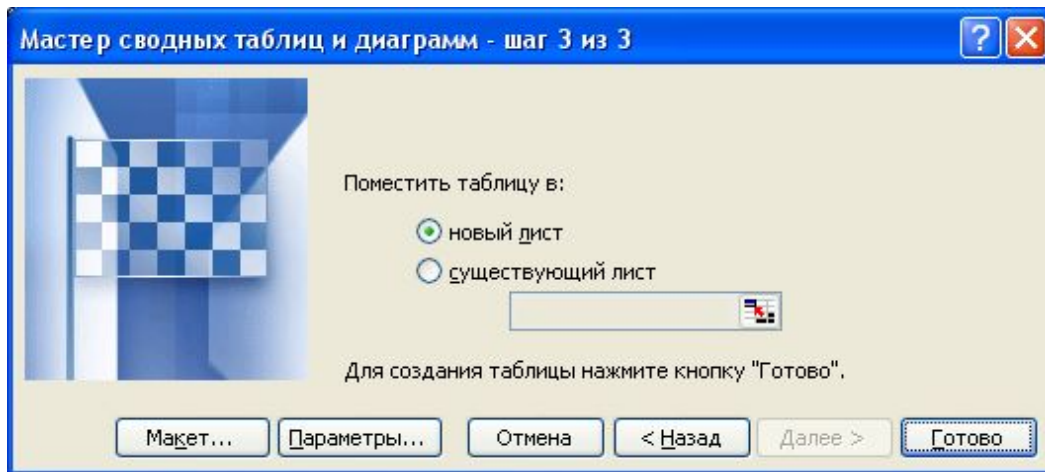 Мастер сводных таблиц и диаграмм - шаг 3 из 3
Поместить таблицу в:
новый лист
существующий лист
Для создания таблицы нажмите кнопку "Готово".
Макет... Параметры... Отмена < Назад Далее > Готово